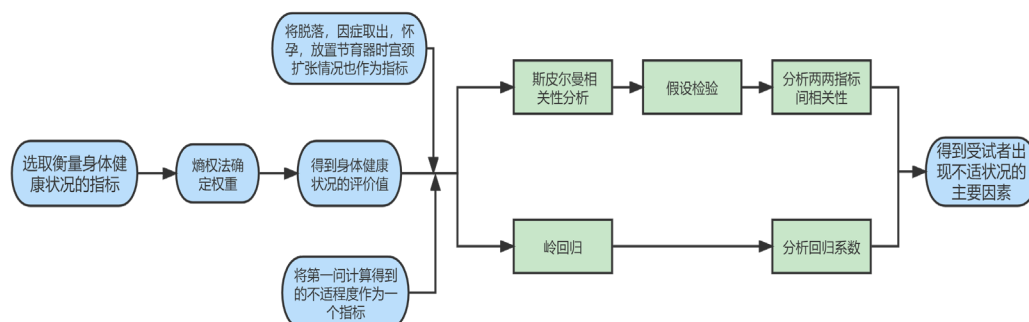 将脱落，因症取出，怀
孕，放置节育器时宫颈
扩张情况也作为指标
斯皮尔曼相
关性分析
假设检验
分析两两指标
间相关性
选取衡量身体健
康状况的指标
熵权法确
定权重
得到身体健康
状况的评价值
得到受试者出
现不适状况的
主要因素
岭回归
分析回归系数
将第一问计算得到
的不适程度作为一
个指标